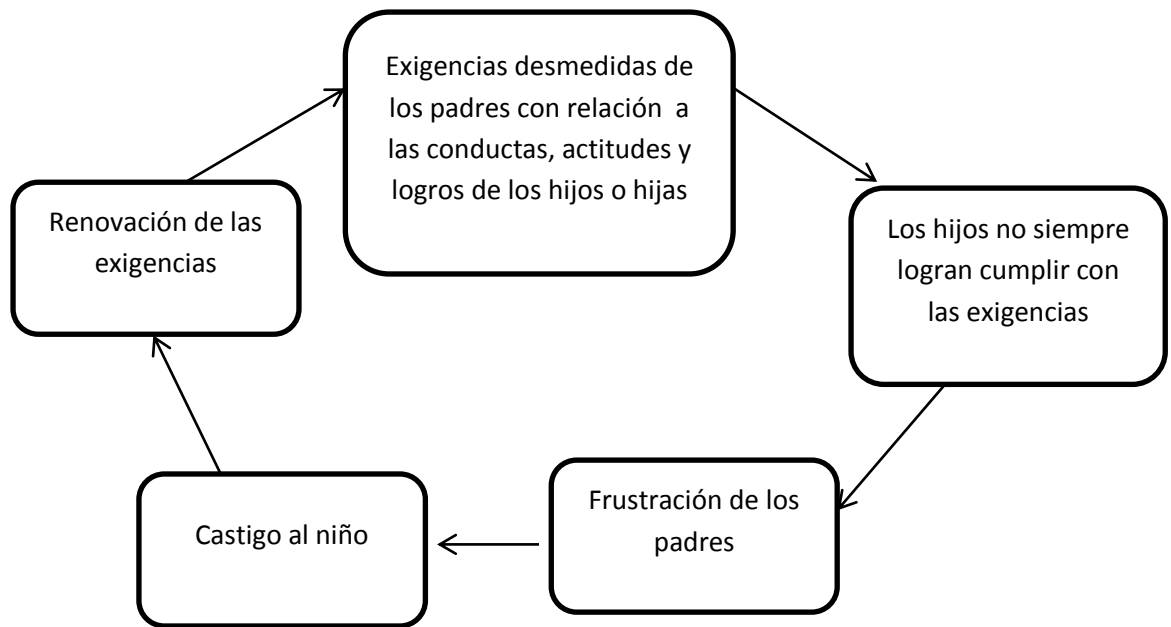 Exigencias desmedidas de
los padres con relación a
las conductas, actitudes y
logros de los hijos o hijas
Los hijos no siempre
logran cumplir con
las exigencias
Frustración de los
padres
Castigo al niño
Renovación de las
exigencias